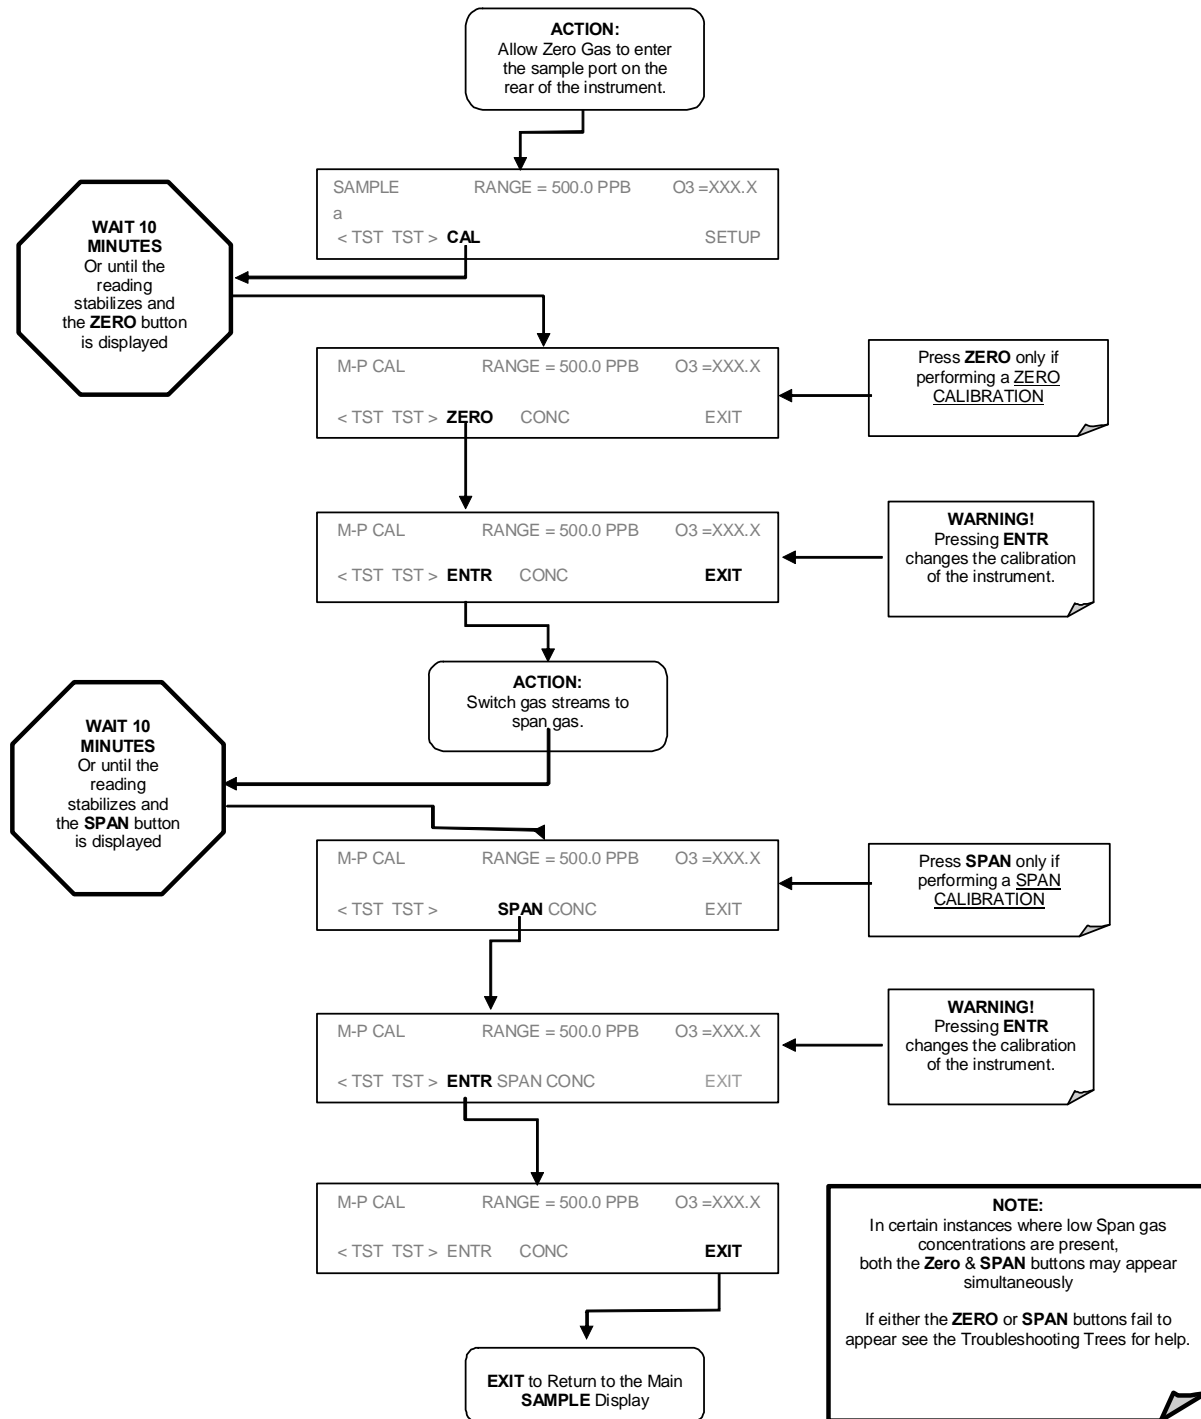 ACTION:
Allow Zero Gas to enter
the sample port on the
rear of the instrument.
SAMPLE RANGE = 500.0 PPB O3 =XXX.X
a
< TST TST > CAL SETUP
WAIT 10
MINUTES
Or until the
reading
stabilizes and
the ZERO button
is displayed
M-P CAL RANGE = 500.0 PPB O3 =XXX.X
< TST TST > ZERO CONC EXIT
Press ZERO only if
performing a ZERO
CALIBRATION
M-P CAL RANGE = 500.0 PPB O3 =XXX.X
< TST TST > ENTR CONC EXIT
WARNING!
Pressing ENTR
changes the calibration
of the instrument.
ACTION:
Switch gas streams to
span gas.
WAIT 10
MINUTES
Or until the
reading
stabilizes and
the SPAN button
is displayed
M-P CAL RANGE = 500.0 PPB O3 =XXX.X
< TST TST > SPAN CONC EXIT
Press SPAN only if
performing a SPAN
CALIBRATION
M-P CAL RANGE = 500.0 PPB O3 =XXX.X
< TST TST > ENTR SPAN CONC EXIT
WARNING!
Pressing ENTR
changes the calibration
of the instrument.
M-P CAL RANGE = 500.0 PPB O3 =XXX.X
< TST TST > ENTR CONC EXIT
NOTE:
In certain instances where low Span gas
concentrations are present,
both the Zero & SPAN buttons may appear
simultaneously
If either the ZERO or SPAN buttons fail to
appear see the Troubleshooting Trees for help.
EXIT to Return to the Main
SAMPLE Display